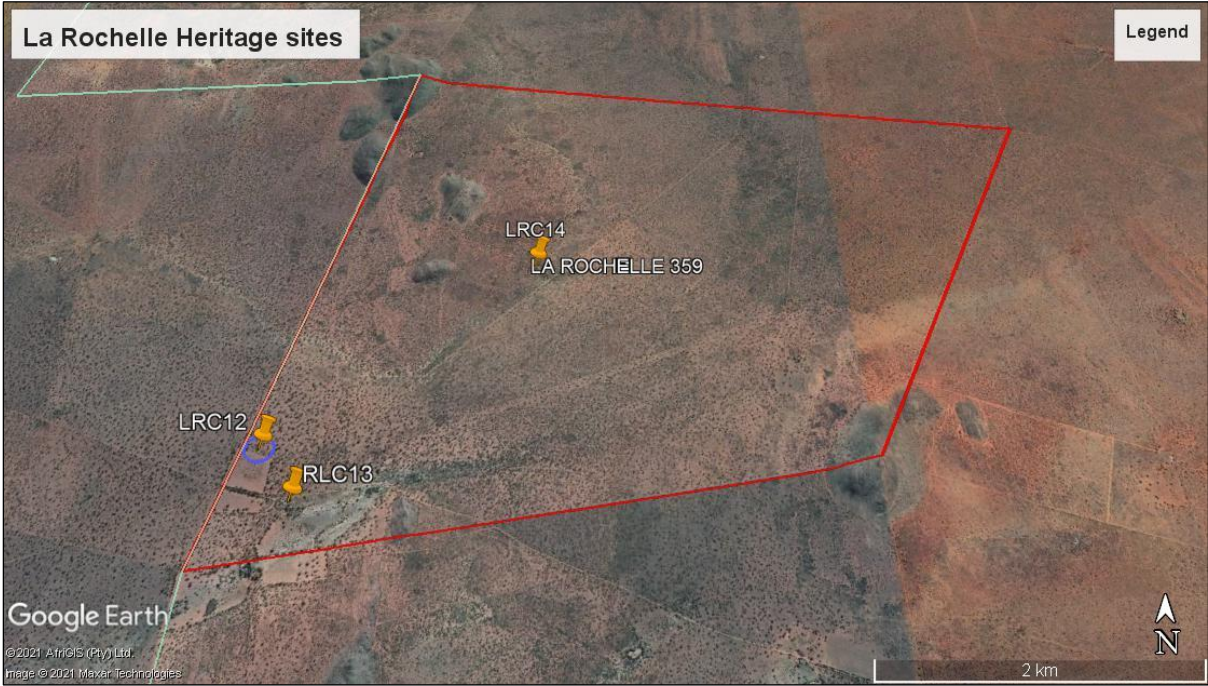 La Rochelle Heritage sites
Legend
LRC14
LA ROCHELLE 359
LRC12
RLC13
Google Earth
©2021 AfriGIS (Pty) Ltd.
Image © 2021 Maxar Technologies
N
2 km